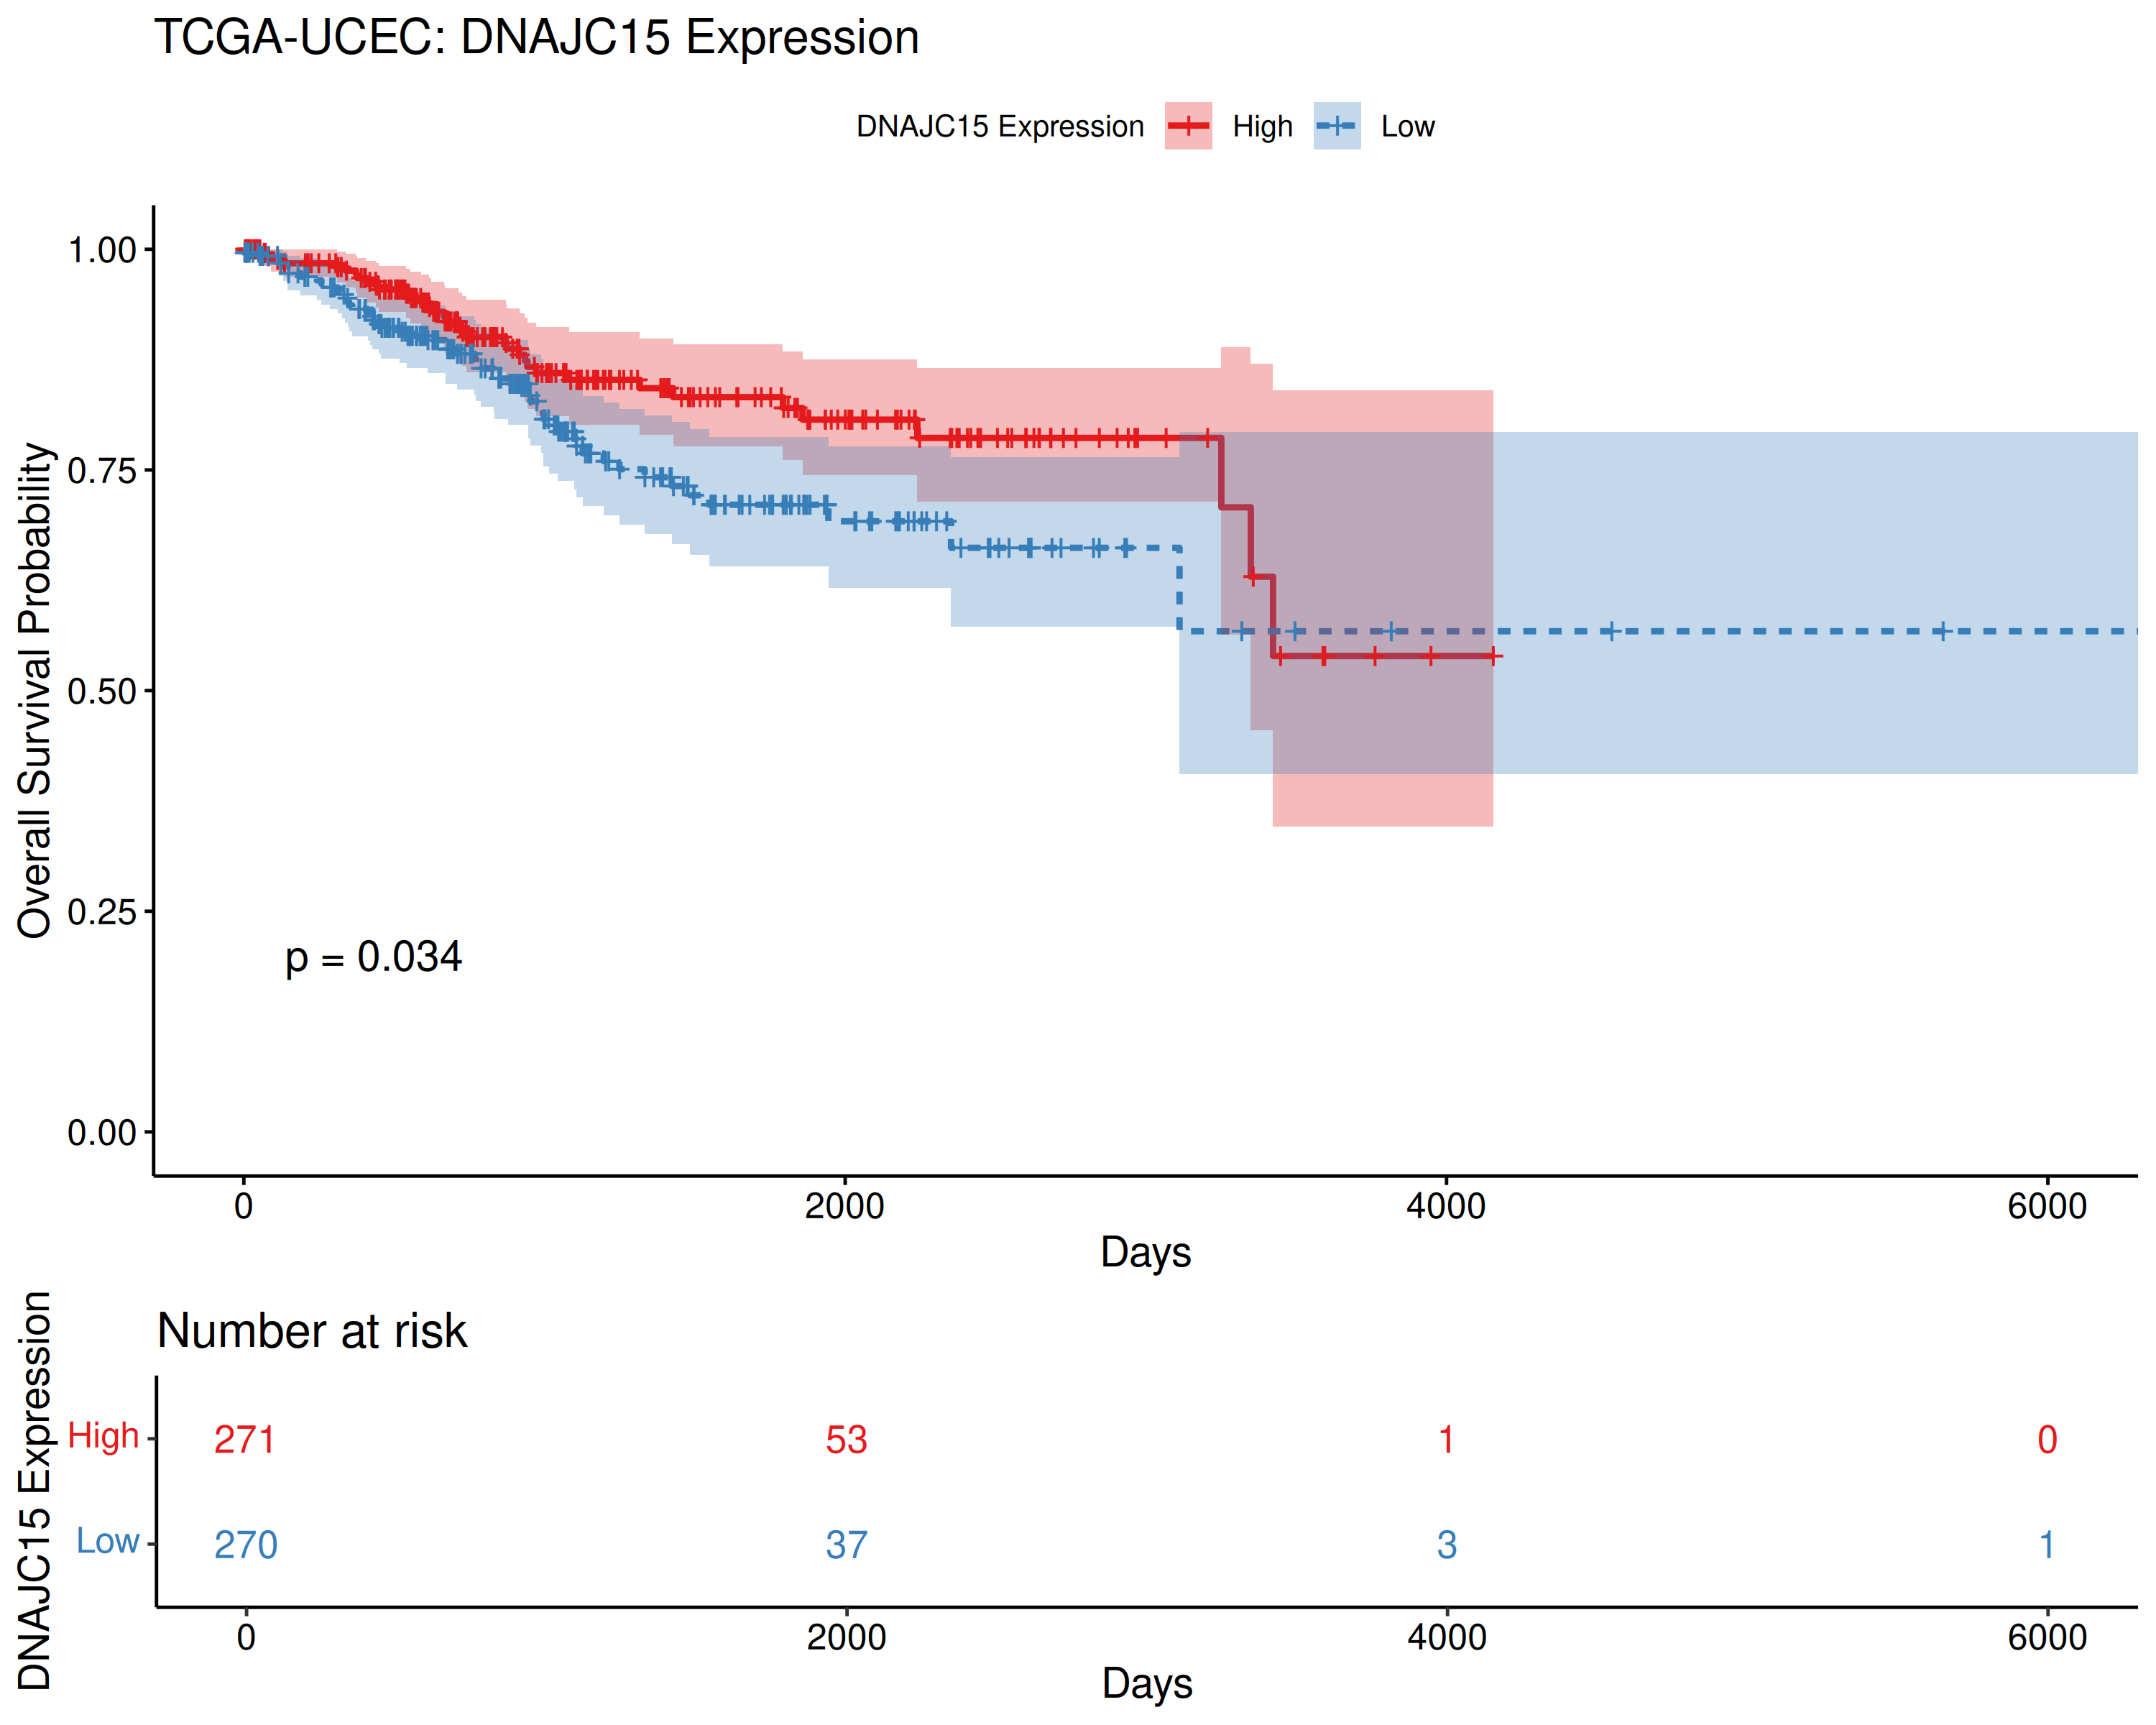 TCGA-UCEC: DNAJC15 Expression
DNAJC15 Expression High Low
Overall Survival Probability
1.00
0.75
0.50
0.25
0.00
p = 0.034
0 2000 4000 6000
Days
Number at risk
DNAJC15 Expression
High 271 53 1 0
Low 270 37 3 1
0 2000 4000 6000
Days